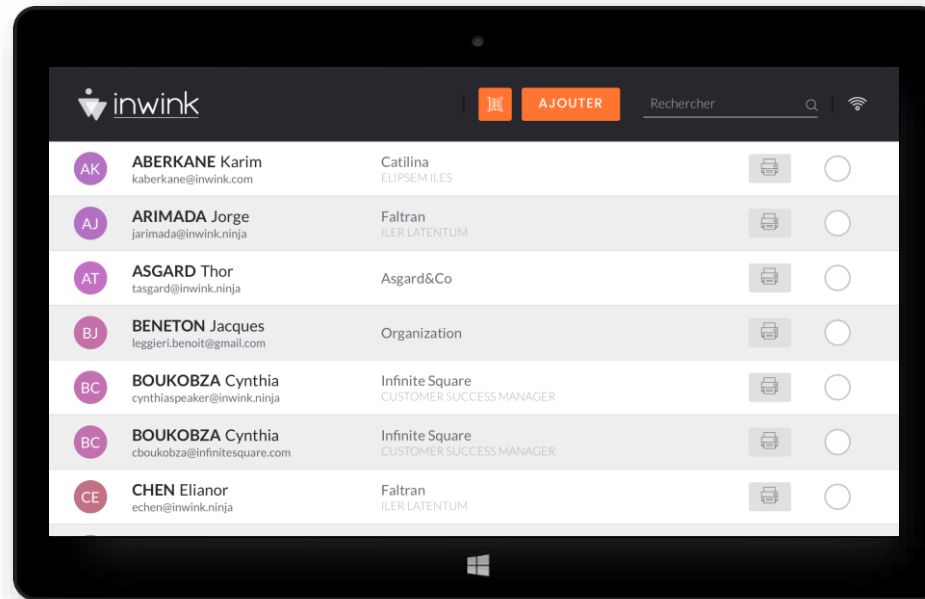 inwink
AJOUTER
Rechercher
AK
ABERKANE Karim
kaberkane@inwink.com
Catilina
ELIPSEM ILES
AJ
ARIMADA Jorge
jarimada@inwink.ninja
Faltran
ILER LATENTUM
AT
ASGARD Thor
tasgard@inwink.ninja
Asgard&Co
BJ
BENETON Jacques
leggieri.benoit@gmail.com
Organization
BC
BOUKOBZA Cynthia
cynthiaspeaker@inwink.ninja
Infinite Square
CUSTOMER SUCCESS MANAGER
BC
BOUKOBZA Cynthia
cboukobza@infinitesquare.com
Infinite Square
CUSTOMER SUCCESS MANAGER
CE
CHEN Elianor
echen@inwink.ninja
Faltran
ILER LATENTUM